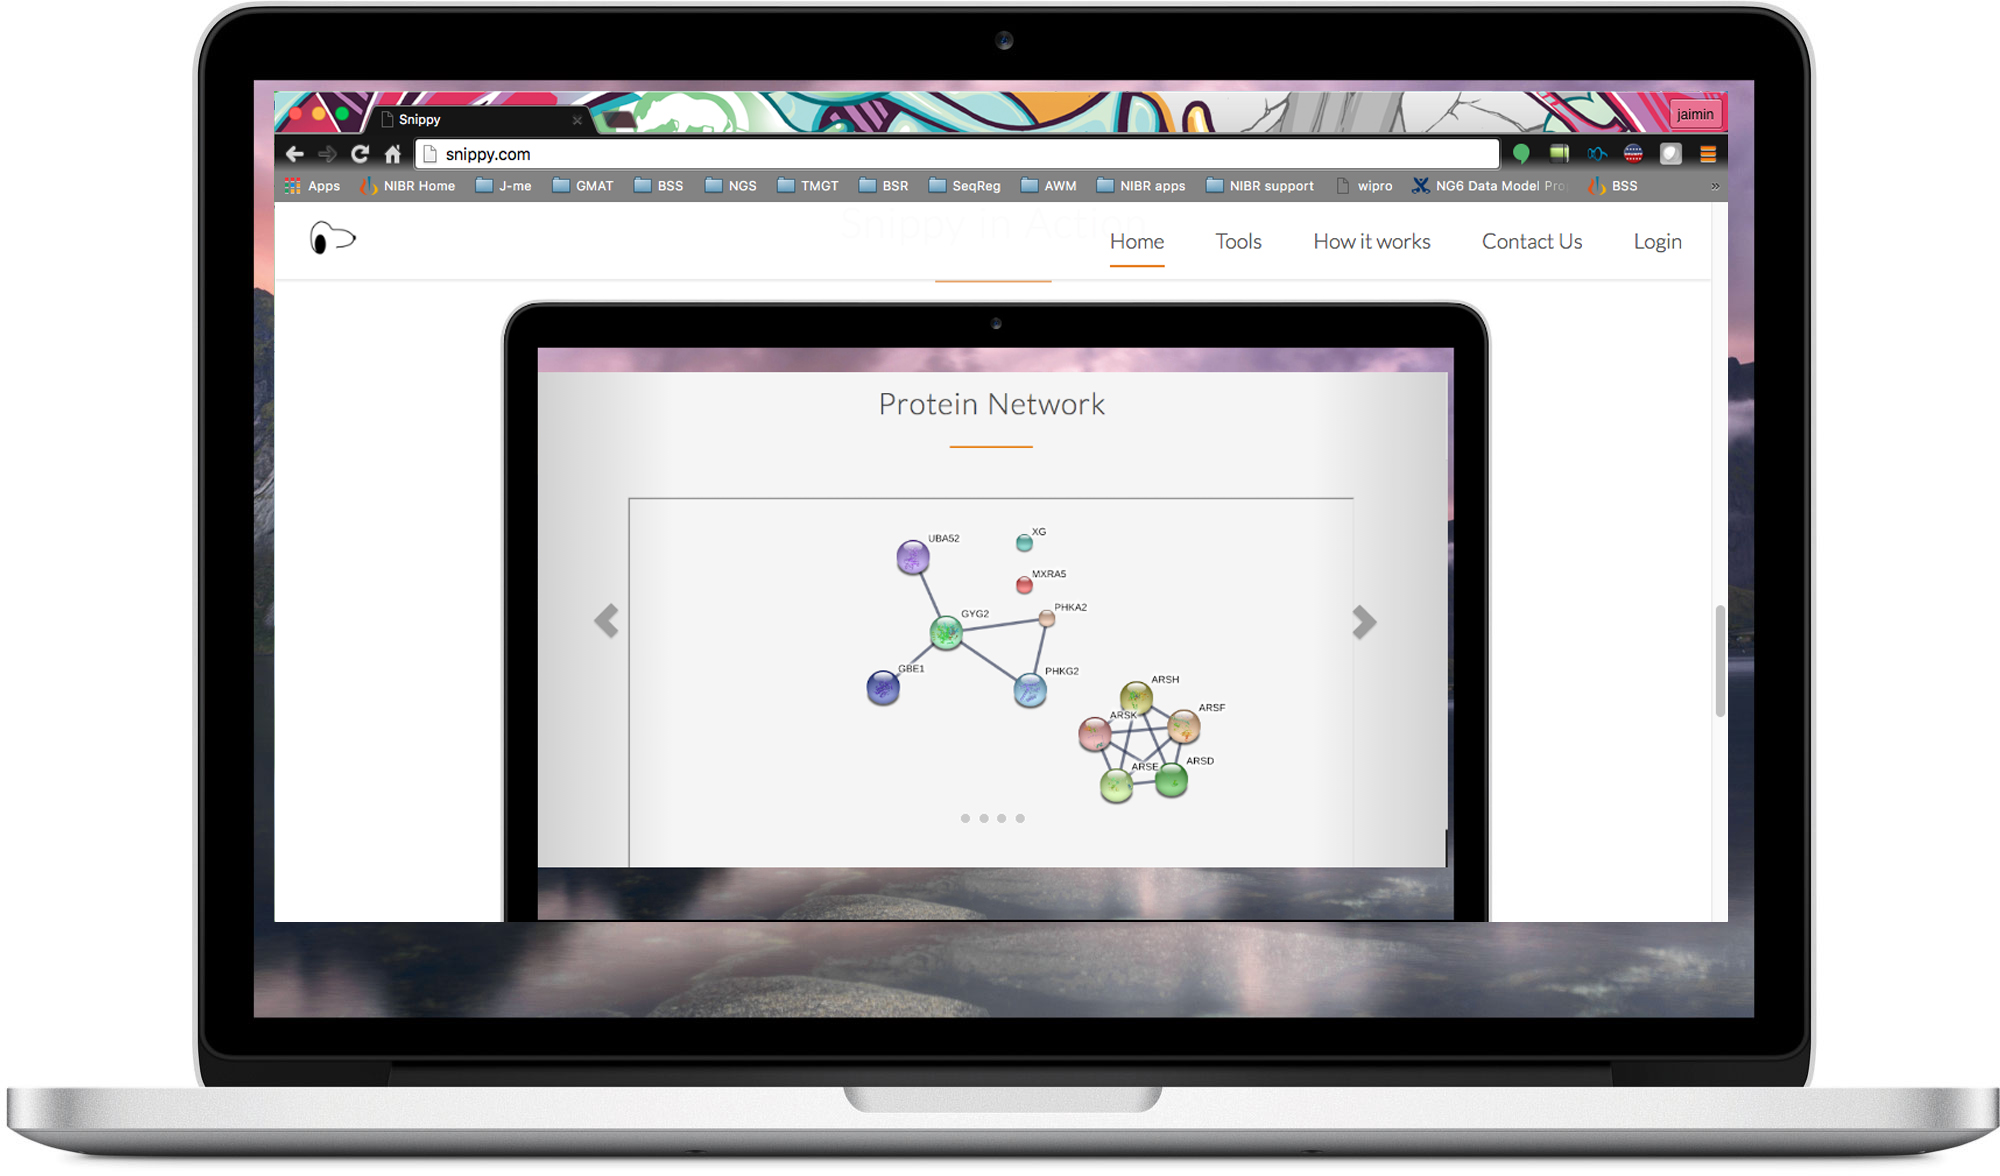 Snippy
jaimin
snippy.com
Apps NIBR Home J-me GMAT BSS NGS TMGT BSR SeqReg AWM NIBR apps NIBR support wipro NG6 Data Model Pro BSS »
Snippy in Action
Home Tools How it works Contact Us Login
Protein Network
UBA52
XG
MXRA5
PHKA2
GYG2
GBE1
PHKG2
ARSH
ARSK
ARSF
ARSE
ARSD